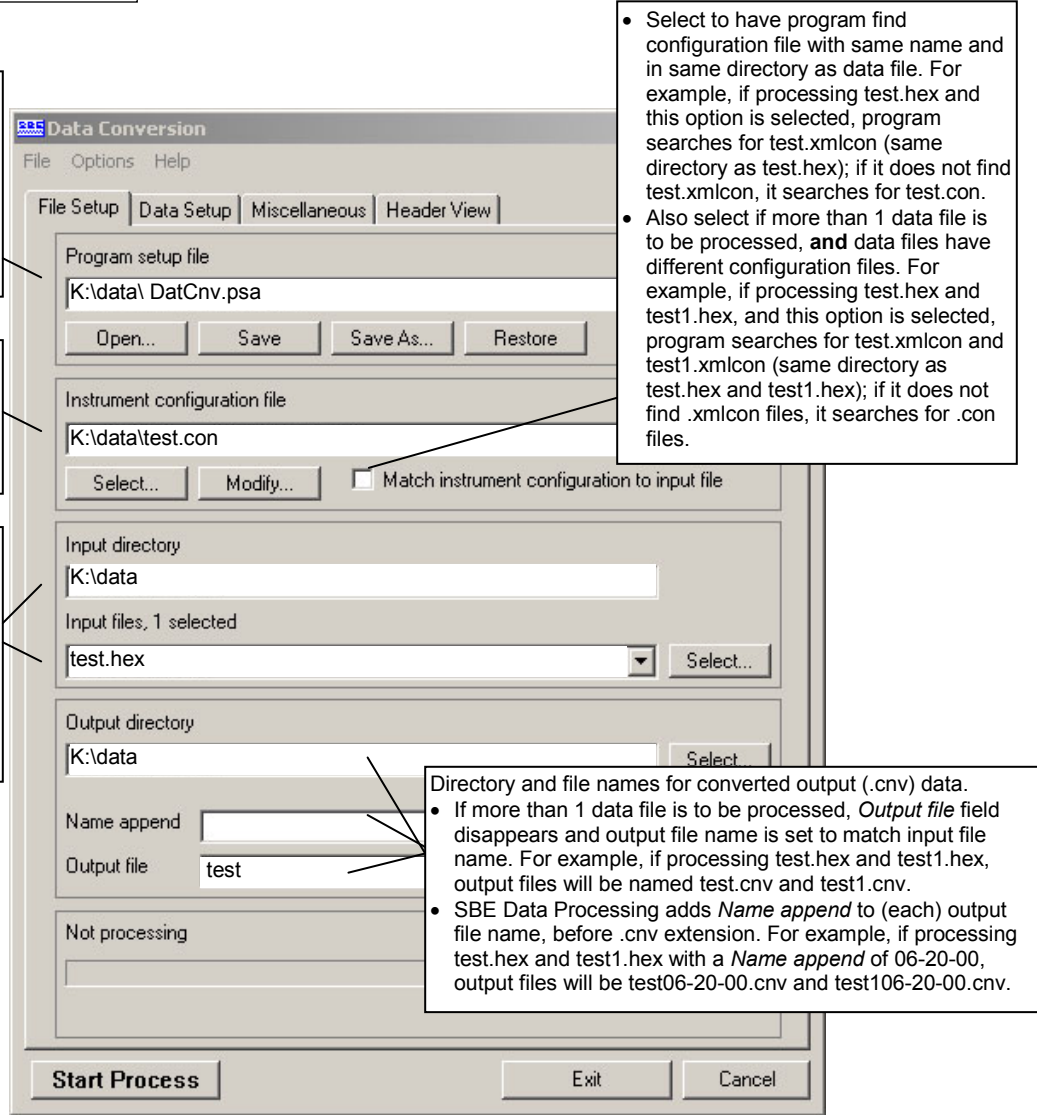 • Select to have program find
configuration file with same name and
in same directory as data file. For
example, if processing test.hex and
this option is selected, program
searches for test.xmlcon (same
directory as test.hex); if it does not find
test.xmlcon, it searches for test.con.
• Also select if more than 1 data file is
to be processed, and data files have
different configuration files. For
example, if processing test.hex and
test1.hex, and this option is selected,
program searches for test.xmlcon and
test1.xmlcon (same directory as
test.hex and test1.hex); if it does not
find .xmlcon files, it searches for .con
files.
SBE Data Conversion
File Options Help
File Setup Data Setup Miscellaneous Header View
Program setup file
K:\data\ DatCnv.psa
Open... Save Save As... Restore
Instrument configuration file
K:\data\test.con
Select... Modify... Match instrument configuration to input file
Input directory
K:\data
Input files, 1 selected
test.hex Select...
Output directory
K:\data Select...
Name append
Output file test
Directory and file names for converted output (.cnv) data.
• If more than 1 data file is to be processed, Output file field
disappears and output file name is set to match input file
name. For example, if processing test.hex and test1.hex,
output files will be named test.cnv and test1.cnv.
• SBE Data Processing adds Name append to (each) output
file name, before .cnv extension. For example, if processing
test.hex and test1.hex with a Name append of 06-20-00,
output files will be test06-20-00.cnv and test106-20-00.cnv.
Not processing
Start Process Exit Cancel